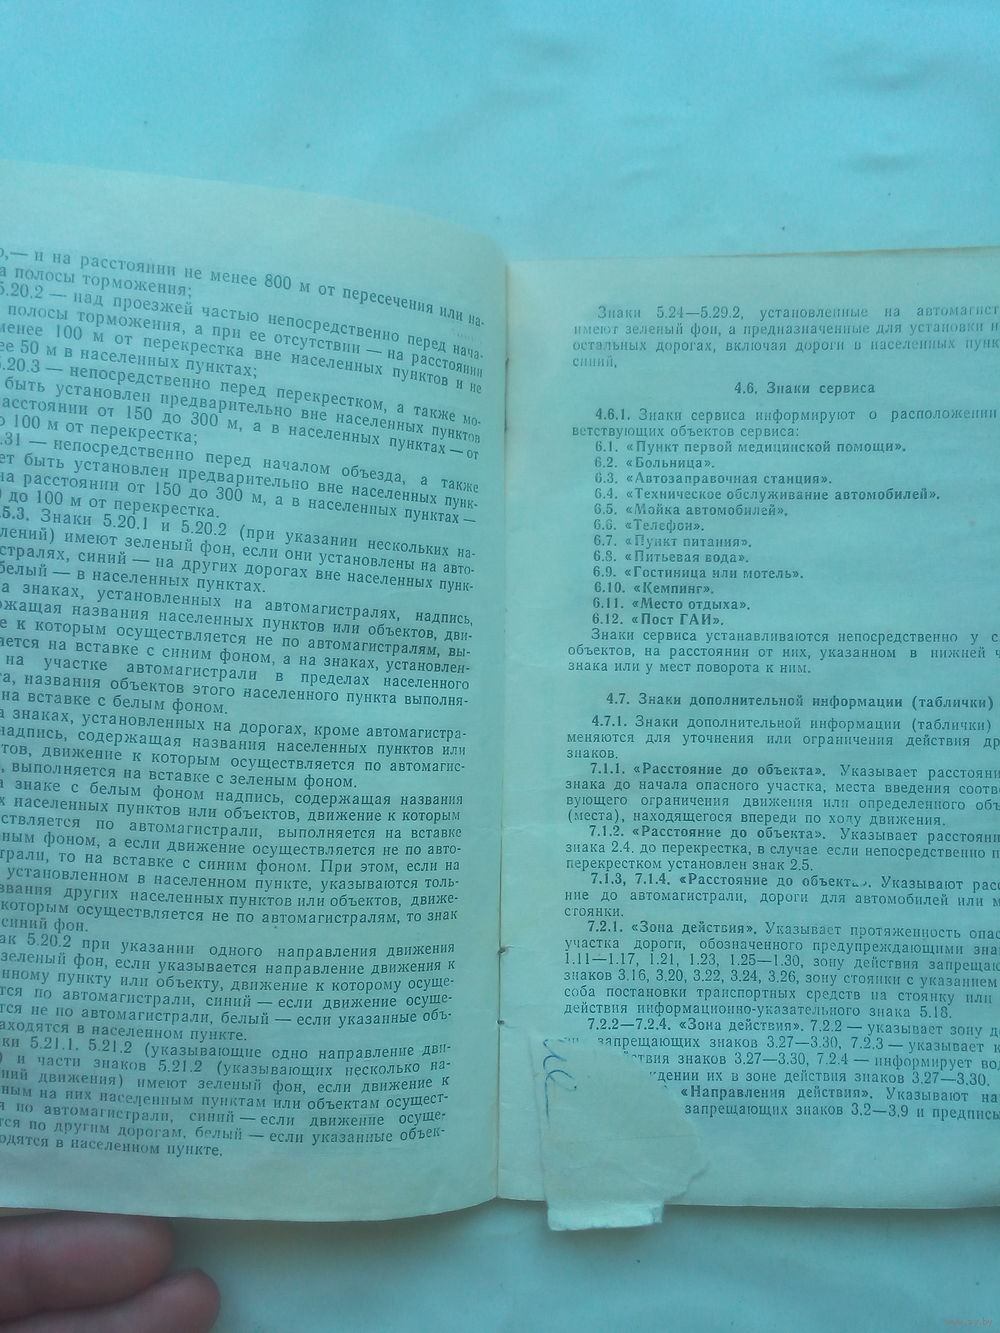 о,— и на расстоянии не менее 800 м от пересечения или на-
а полосы торможения;
5.20.2 — над проезжей частью непосредственно перед нача-
полосы торможения, а при ее отсутствии — на расстоянии
менее 100 м от перекрестка вне населенных пунктов и не
ее 50 м в населенных пунктах;
5.20.3 — непосредственно перед перекрестком, а также мо-
быть установлен предварительно вне населенных пунктов
асстоянии от 150 до 300 м, а в населенных пунктах — от
о 100 м от перекрестка;
.31 — непосредственно перед началом объезда, а также
ет быть установлен предварительно вне населенных пунк-
на расстоянии от 150 до 300 м, а в населенных пунктах —
до 100 м от перекрестка.
.5.3. Знаки 5.20.1 и 5.20.2 (при указании нескольких на-
лений) имеют зеленый фон, если они установлены на авто-
стралях, синий — на других дорогах вне населенных пунк-
белый — в населенных пунктах.
а знаках, установленных на автомагистралях, надпись,
ржащая названия населенных пунктов или объектов, дви-
е к которым осуществляется не по автомагистралям, вы-
яется на вставке с синим фоном, а на знаках, установлен-
на участке автомагистрали в пределах населенного
та, названия объектов этого населенного пункта выполня-
на вставке с белым фоном.
а знаках, установленных на дорогах, кроме автомагистра-
надпись, содержащая названия населенных пунктов или
тов, движение к которым осуществляется по автомагис-
, выполняется на вставке с зеленым фоном.
а знаке с белым фоном надпись, содержащая названия
х населенных пунктов или объектов, движение к которым
ствляется по автомагистрали, выполняется на вставке
ным фоном, а если движение осуществляется не по авто-
трали, то на вставке с синим фоном. При этом, если на
установленном в населенном пункте, указываются толь-
звания других населенных пунктов или объектов, движе-
которым осуществляется не по автомагистралям, то знак
синий фон.
ак 5.20.2 при указании одного направления движения
зеленый фон, если указывается направление движения к
нному пункту или объекту, движение к которому осуще-
тся по автомагистрали, синий — если движение осуще-
тся не по автомагистрали, белый — если указанные объ-
аходятся в населенном пункте.
ки 5.21.1. 5.21.2 (указывающие одно направление дви-
) и части знаков 5.21.2 (указывающих несколько на-
ний движения) имеют зеленый фон, если движение к
ным на них населенным пунктам или объектам осущест-
я по автомагистрали, синий — если движение осуще-
тся по другим дорогам, белый — если указанные объек-
одятся в населенном пункте.
Знаки 5.24—5.29.2, установленные на автомагист
имеют зеленый фон, а предназначенные для установки н
остальных дорогах, включая дороги в населенных пунк
синий,
4.6. Знаки сервиса
4.6.1. Знаки сервиса информируют о расположении
ветствующих объектов сервиса:
6.1. «Пункт первой медицинской помощи».
6.2. «Больница».
6.3. «Автозаправочная станция».
6.4. «Техническое обслуживание автомобилей».
6.5. «Мойка автомобилей».
6.6. «Телефон».
6.7. «Пункт питания».
6.8. «Питьевая вода».
6.9. «Гостиница или мотель».
6.10. «Кемпинг».
6.11. «Место отдыха».
6.12. «Пост ГАИ».
Знаки сервиса устанавливаются непосредственно у с
объектов, на расстоянии от них, указанном в нижней ч
знака или у мест поворота к ним.
4.7. Знаки дополнительной информации (таблички)
4.7.1. Знаки дополнительной информации (таблички)
меняются для уточнения или ограничения действия др
знаков.
7.1.1. «Расстояние до объекта». Указывает расстояни
знака до начала опасного участка, места введения соотв
вующего ограничения движения или определенного объ
(места), находящегося впереди по ходу движения.
7.1.2. «Расстояние до объекта». Указывает расстояни
знака 2.4. до перекрестка, в случае если непосредственно п
перекрестком установлен знак 2.5.
7.1.3, 7.1.4. «Расстояние до объекта». Указывают расс
ние до автомагистрали, дороги для автомобилей или м
стоянки.
7.2.1. «Зона действия». Указывает протяженность опас
участка дороги, обозначенного предупреждающими зна
1.11—1.17, 1.21, 1.23, 1.25—1.30, зону действия запрещаю
знаков 3.16, 3.20, 3.22, 3.24, 3.26, зону стоянки с указанием
соба постановки транспортных средств на стоянку или
действия информационно-указательного знака 5.18.
7.2.2—7.2.4. «Зона действия». 7.2.2 — указывает зону де
запрещающих знаков 3.27—3.30, 7.2.3 — указывает к
твия знаков 3.27—3.30, 7.2.4 — информирует вод
ждении их в зоне действия знаков 3.27—3.30.
«Направления действия». Указывают на
запрещающих знаков 3.2—3.9 и предписы